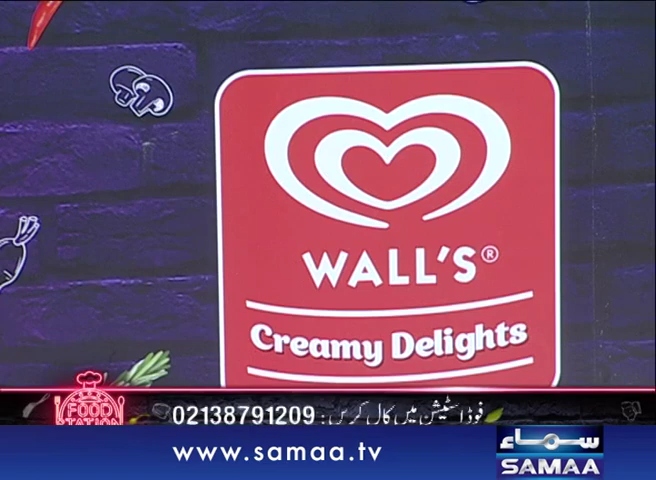 WALL'S®
Creamy Delights
FOOD
STATION
فوڈ اسٹیشن میں کال کریں : 02138791209
www.samaa.tv
سماء
SAMAA